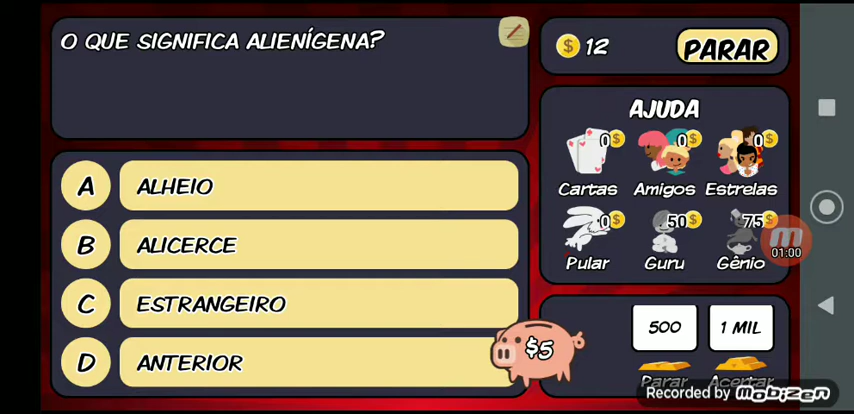 O QUE SIGNIFICA ALIENÍGENA?
A ALHEIO
B ALICERCE
C ESTRANGEIRO
D ANTERIOR
$5
$ 12
PARAR
AJUDA
0$ 0$ 0$
Cartas Amigos Estrelas
0$ 50$ 75$
Pular Guru Gênio
01:00
500 1 MIL
Parar Acertar
Recorded by mobizen